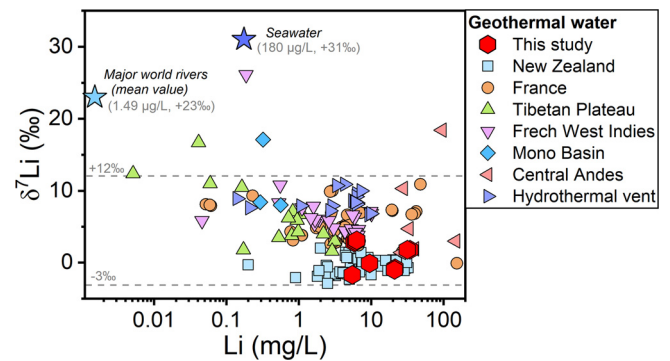 30
20
10
0
δ⁷Li (‰)
Seawater
(180 µg/L, +31‰)
Major world rivers
(mean value)
(1.49 µg/L, +23‰)
+12‰
-3‰
0.01
0.1
1
10
100
Li (mg/L)
Geothermal water
This study
New Zealand
France
Tibetan Plateau
Frech West Indies
Mono Basin
Central Andes
Hydrothermal vent